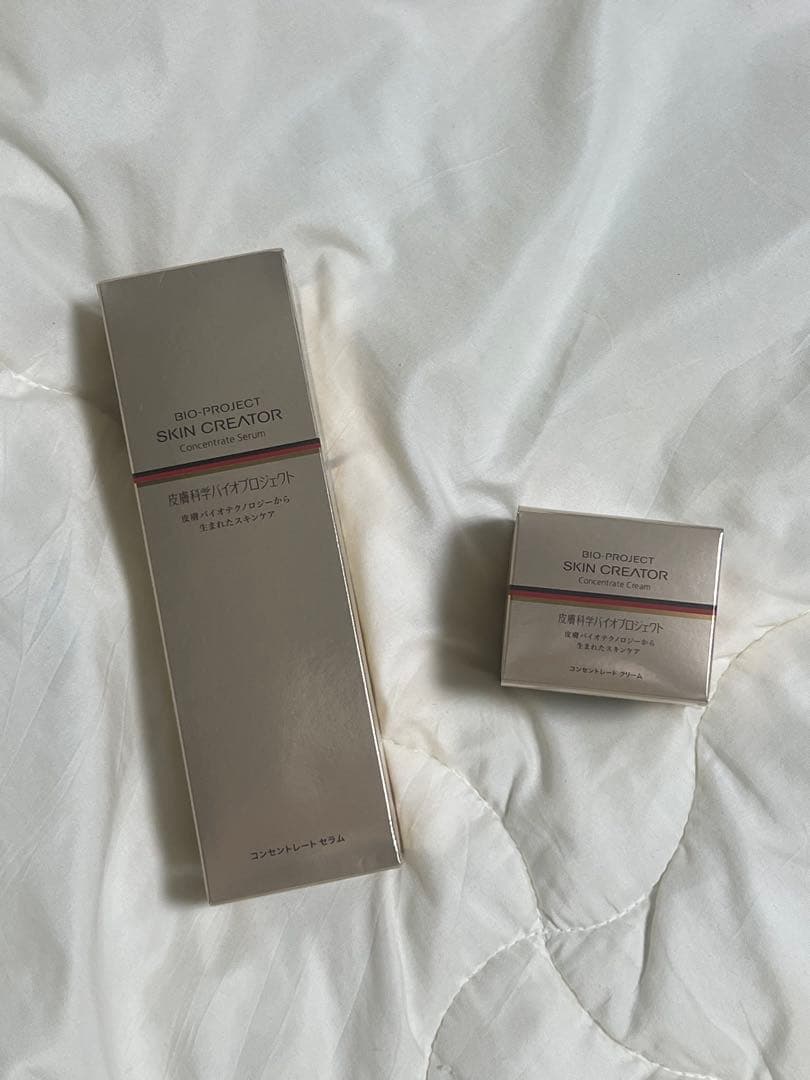 BIO-PROJECT
SKIN CREATOR
Concentrate Serum
皮膚科学バイオプロジェクト
皮膚バイオテクノロジーから
生まれたスキンケア
コンセントレート セラム
BIO-PROJECT
SKIN CREATOR
Concentrate Cream
皮膚科学バイオプロジェクト
皮膚バイオテクノロジーから
生まれたスキンケア
コンセントレート クリーム